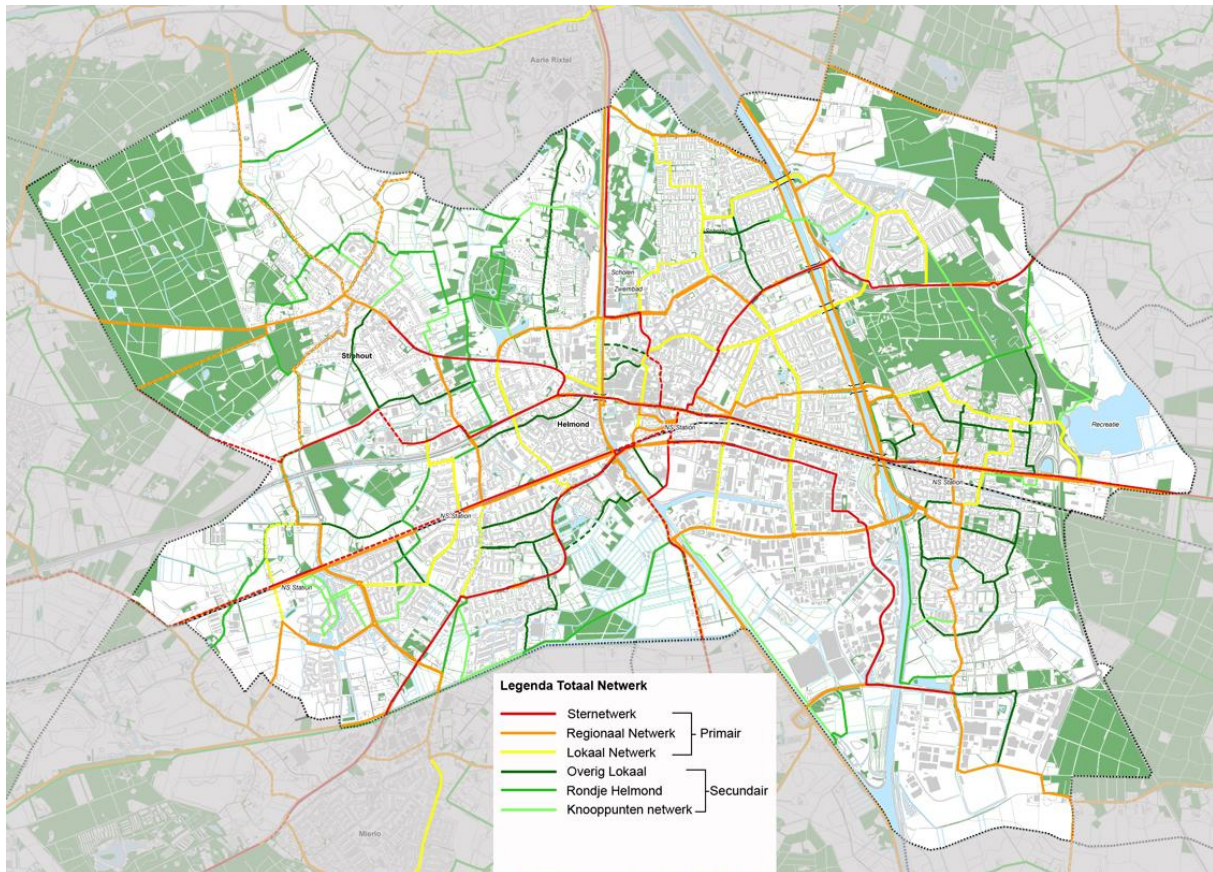 Aarle Rixtel
Scholen
Zwembad
Stiphout
Helmond
NS Station
Recreatie
NS Station
NS Station
NS Station
Mierlo
Legenda Totaal Netwerk
Sternetwerk
Regionaal Netwerk
Primair
Lokaal Netwerk
Overig Lokaal
Rondje Helmond
Secundair
Knooppunten netwerk